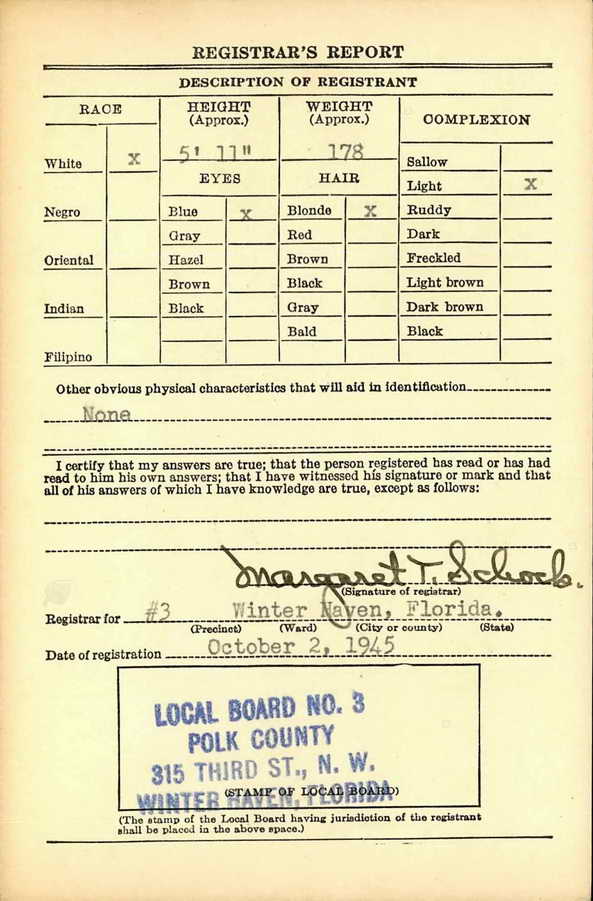 REGISTRAR'S REPORT
DESCRIPTION OF REGISTRANT
RACE
HEIGHT
(Approx.)
WEIGHT
(Approx.)
COMPLEXION
White x
5' 11"
178
Sallow
EYES
HAIR
Light x
Negro
Blue x
Blonde x
Ruddy
Gray
Red
Dark
Oriental
Hazel
Brown
Freckled
Brown
Black
Light brown
Indian
Black
Gray
Dark brown
Bald
Black
Filipino
Other obvious physical characteristics that will aid in identification
None
I certify that my answers are true; that the person registered has read or has had
read to him his own answers; that I have witnessed his signature or mark and that
all of his answers of which I have knowledge are true, except as follows:
Margaret T. Schock.
(Signature of registrar)
Registrar for #3 Winter Haven, Florida.
(Precinct) (Ward) (City or county) (State)
Date of registration October 2, 1945
LOCAL BOARD NO. 3
POLK COUNTY
315 THIRD ST., N. W.
WINTER HAVEN, FLORIDA
(STAMP OF LOCAL BOARD)
(The stamp of the Local Board having jurisdiction of the registrant
shall be placed in the above space.)